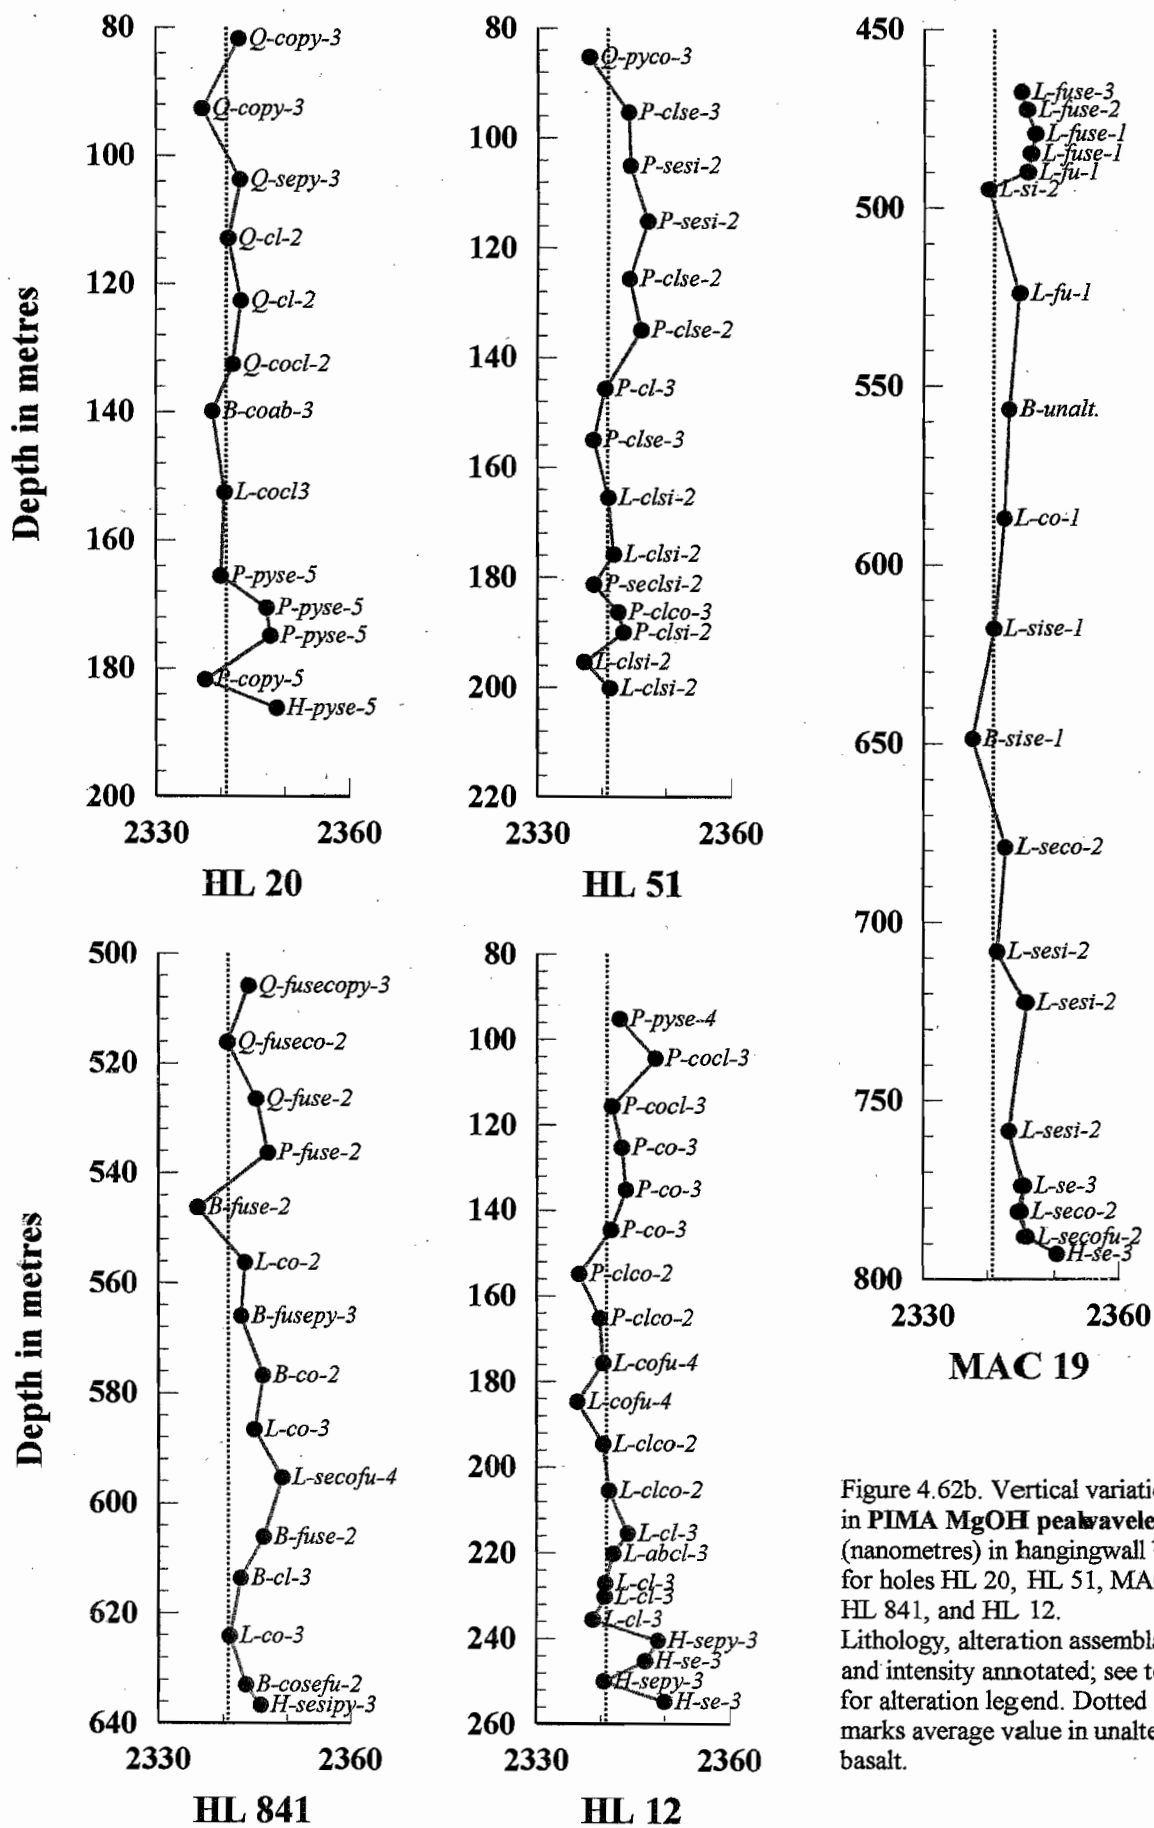 Depth in metres
80
100
120
140
160
180
200
2330
2360
HL 20
Q-copy-3
Q-copy-3
Q-sepy-3
Q-cl-2
Q-cl-2
Q-cocl-2
B-coab-3
L-cocl3
P-pyse-5
P-pyse-5
P-pyse-5
-copy-5
H-pyse-5
80
100
120
140
160
180
200
220
2330
2360
HL 51
Q-pyco-3
P-clse-3
P-sesi-2
P-sesi-2
P-clse-2
P-clse-2
P-cl-3
P-clse-3
L-clsi-2
L-clsi-2
P-seclsi-2
P-clco-3
P-clsi-2
L-clsi-2
L-clsi-2
450
500
550
600
650
700
750
800
2330
2360
MAC 19
L-fuse-3
L-fuse-2
L-fuse-1
L-fuse-1
L-fu-1
L-si-2
L-fu-1
B-unalt.
L-co-1
L-sise-1
B-sise-1
L-seco-2
L-sesi-2
L-sesi-2
L-sesi-2
L-se-3
L-seco-2
L-secofu-2
H-se-3
Depth in metres
500
520
540
560
580
600
620
640
2330
2360
HL 841
Q-fusecopy-3
Q-fuseco-2
Q-fuse-2
P-fuse-2
B-fuse-2
L-co-2
B-fusepy-3
B-co-2
L-co-3
L-secofu-4
B-fuse-2
B-cl-3
L-co-3
B-cosefu-2
H-sesipy-3
80
100
120
140
160
180
200
220
240
260
2330
2360
HL 12
P-pyse-4
P-cocl-3
P-cocl-3
P-co-3
P-co-3
P-co-3
P-clco-2
P-clco-2
L-cofu-4
L-cofu-4
L-clco-2
L-clco-2
L-cl-3
L-abcl-3
L-cl-3
L-cl-3
L-cl-3
H-sepy-3
H-se-3
H-sepy-3
H-se-3
Figure 4.62b. Vertical variati
in PIMA MgOH peakwavele
(nanometres) in hangingwall
for holes HL 20, HL 51, MA
HL 841, and HL 12.
Lithology, alteration assembla
and intensity annotated; see t
for alteration legend. Dotted
marks average value in unalte
basalt.